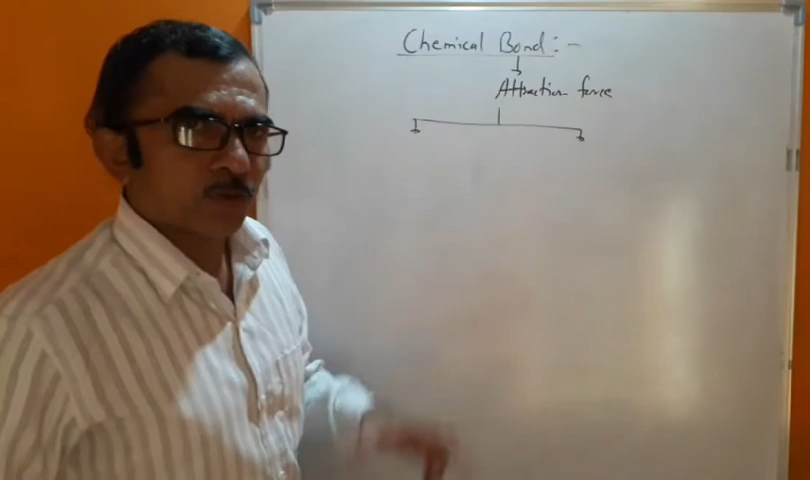 Chemical Bond :-
Attraction force